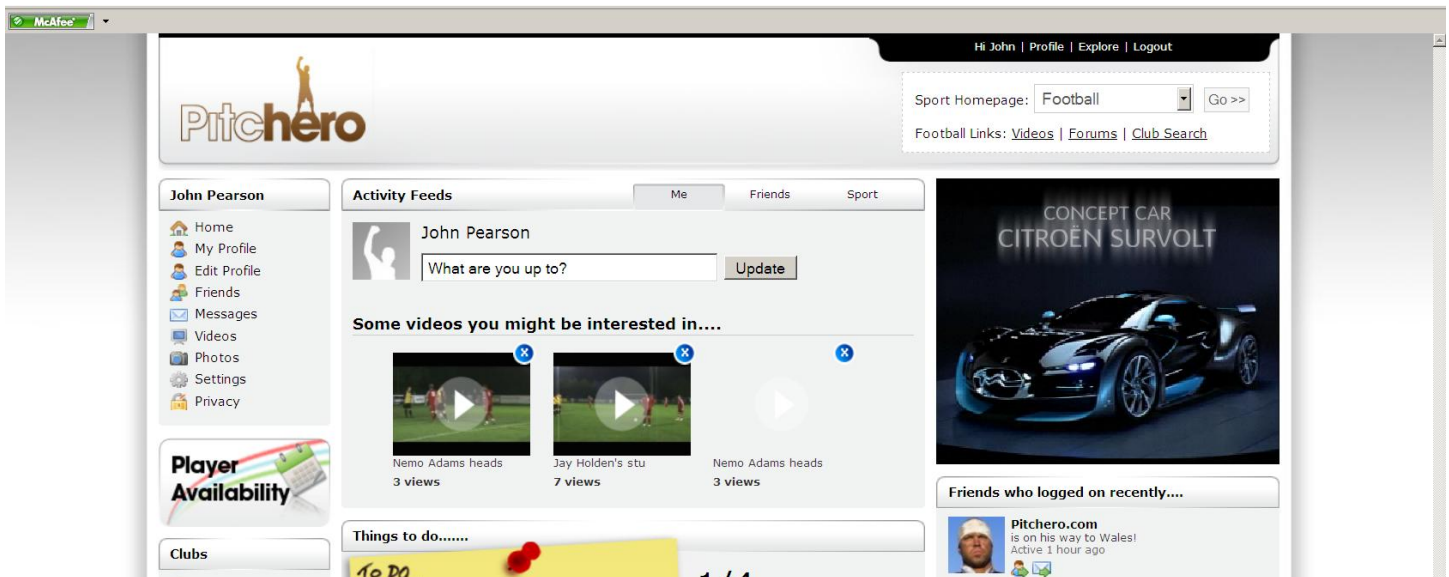 McAfee
Hi John | Profile | Explore | Logout
Pitchero
Sport Homepage: Football Go >>
Football Links: Videos | Forums | Club Search
John Pearson
Home
My Profile
Edit Profile
Friends
Messages
Videos
Photos
Settings
Privacy
Player
Availability
Clubs
Activity Feeds Me Friends Sport
John Pearson
What are you up to? Update
Some videos you might be interested in....
Nemo Adams heads
3 views
Jay Holden's stu
7 views
Nemo Adams heads
3 views
Things to do.......
TO DO
1 / 4
CONCEPT CAR
CITROËN SURVOLT
Friends who logged on recently....
Pitchero.com
is on his way to Wales!
Active 1 hour ago